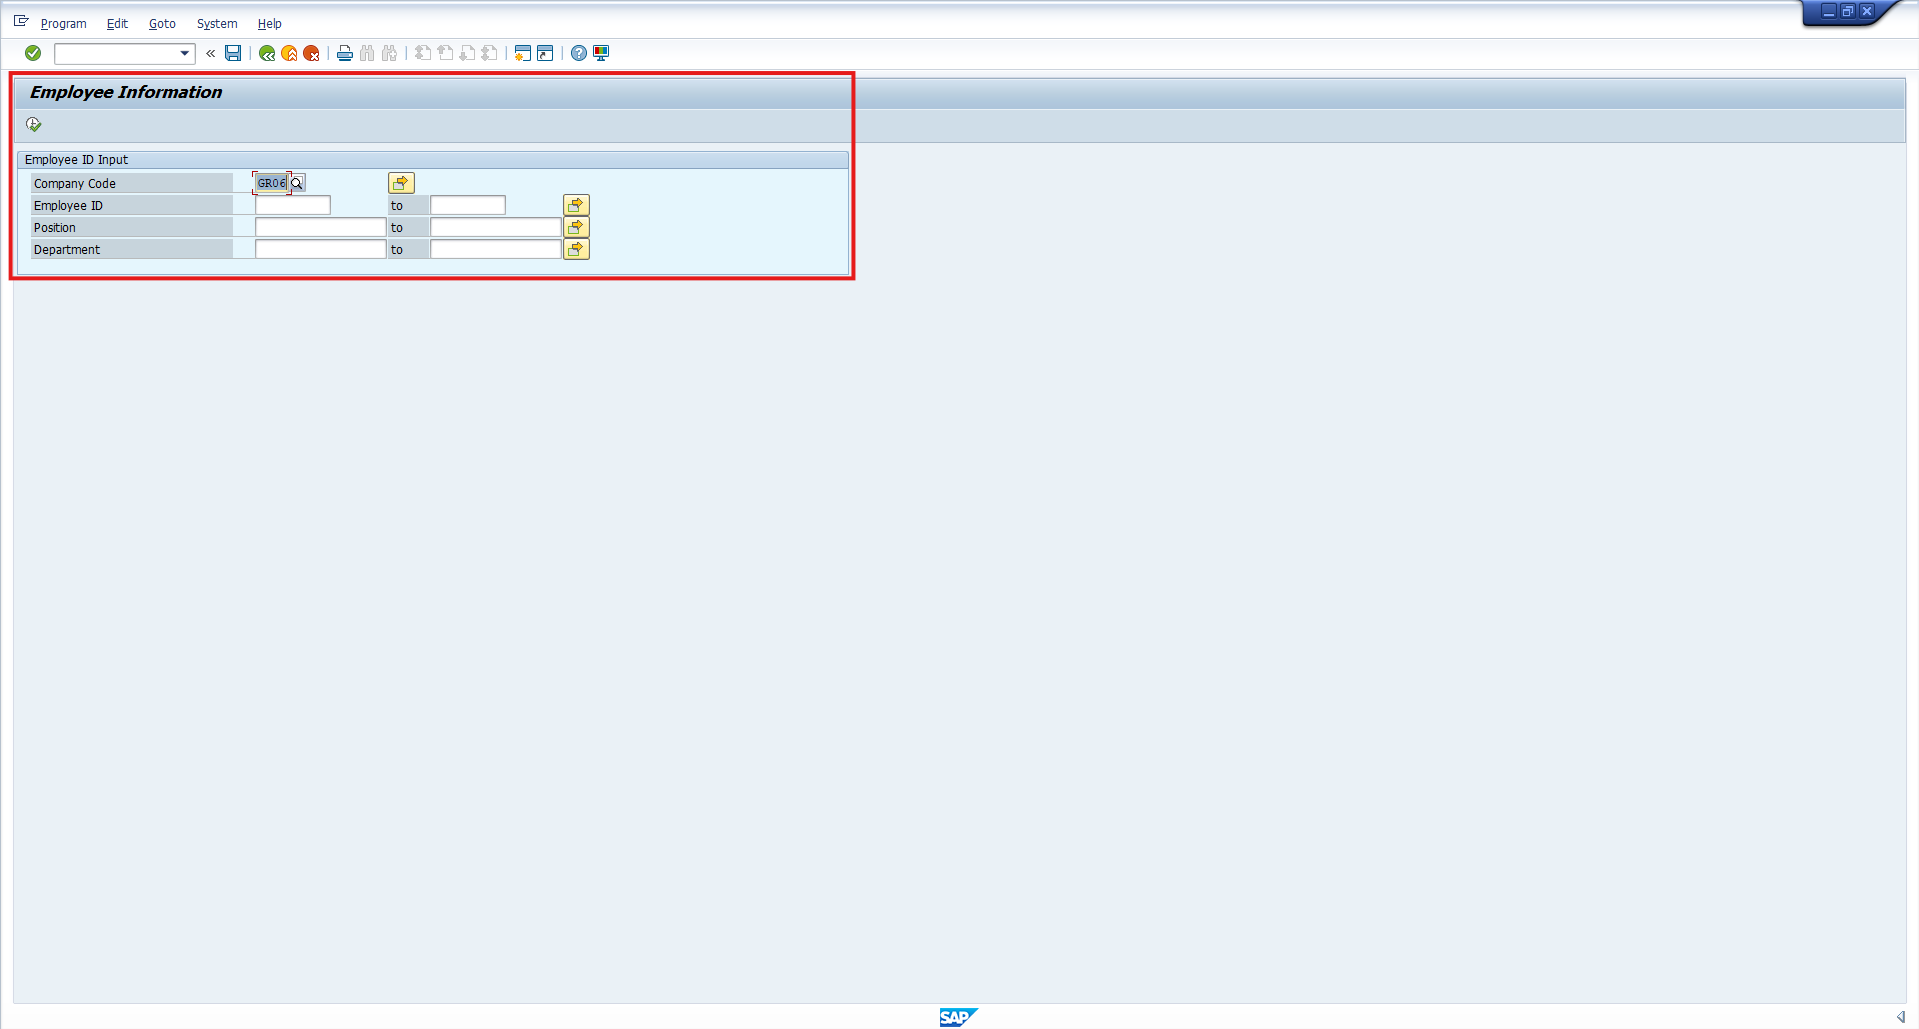 Program Edit Goto System Help
Employee Information
Employee ID Input
Company Code GR06
Employee ID to
Position to
Department to
SAP